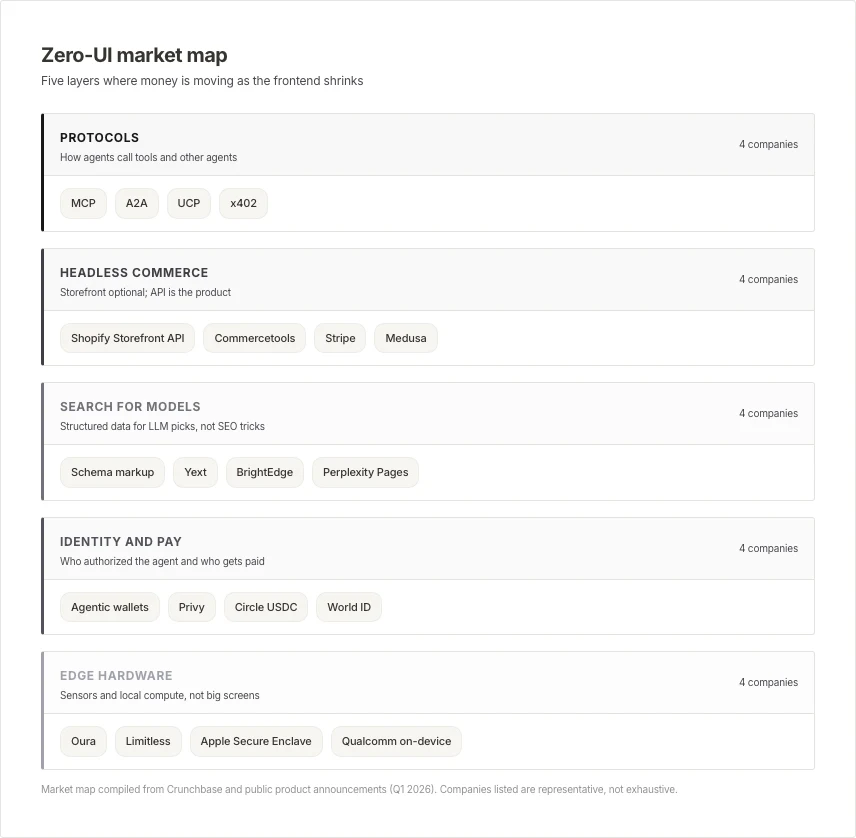 Zero-UI market map
Five layers where money is moving as the frontend shrinks
PROTOCOLS
How agents call tools and other agents
4 companies
MCP A2A UCP x402
HEADLESS COMMERCE
Storefront optional; API is the product
4 companies
Shopify Storefront API Commercetools Stripe Medusa
SEARCH FOR MODELS
Structured data for LLM picks, not SEO tricks
4 companies
Schema markup Yext BrightEdge Perplexity Pages
IDENTITY AND PAY
Who authorized the agent and who gets paid
4 companies
Agentic wallets Privy Circle USDC World ID
EDGE HARDWARE
Sensors and local compute, not big screens
4 companies
Oura Limitless Apple Secure Enclave Qualcomm on-device
Market map compiled from Crunchbase and public product announcements (Q1 2026). Companies listed are representative, not exhaustive.